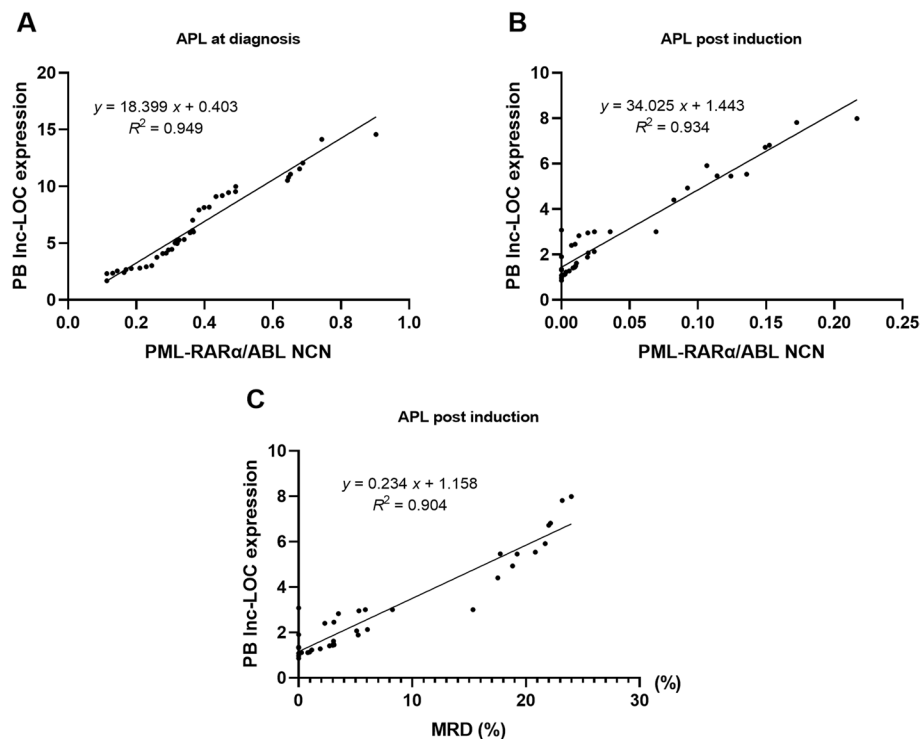 A
APL at diagnosis
PB lnc-LOC expression
20
15
10
5
0
y = 18.399 x + 0.403
R² = 0.949
0.0 0.2 0.4 0.6 0.8 1.0
PML-RARα/ABL NCN
B
APL post induction
PB lnc-LOC expression
10
8
6
4
2
0
y = 34.025 x + 1.443
R² = 0.934
0.00 0.05 0.10 0.15 0.20 0.25
PML-RARα/ABL NCN
C
APL post induction
PB lnc-LOC expression
10
8
6
4
2
0
y = 0.234 x + 1.158
R² = 0.904
0 10 20 30 (%)
MRD (%)